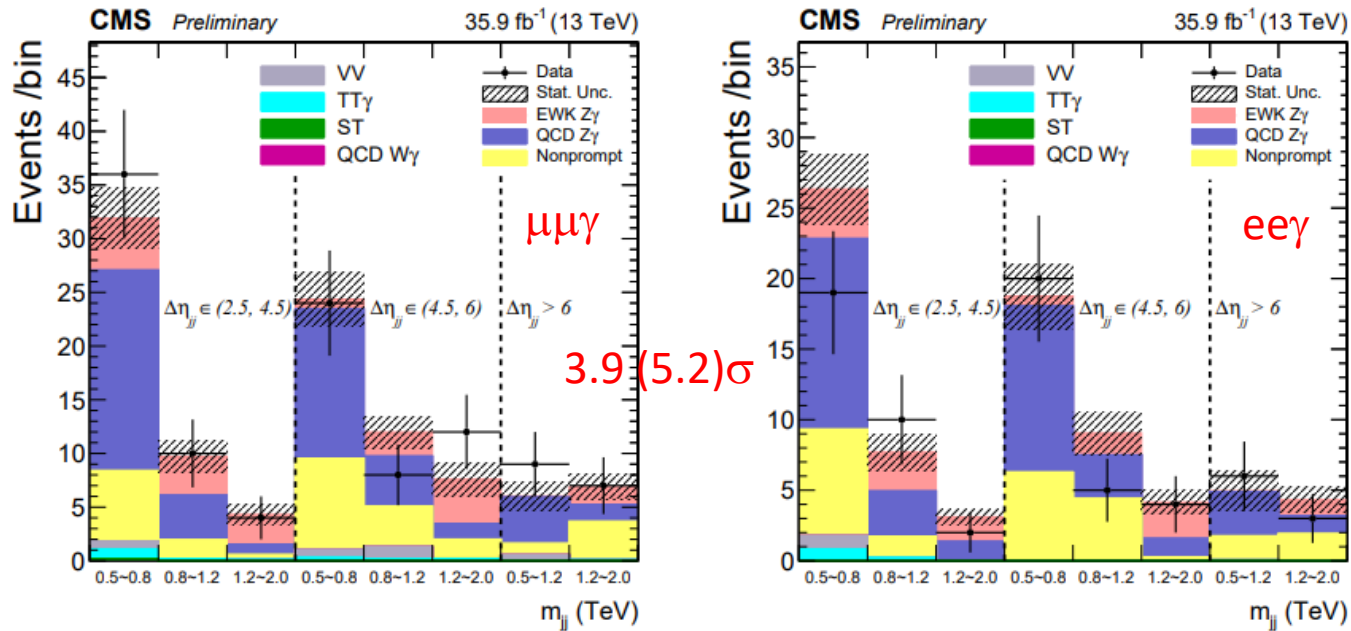 CMS Preliminary 35.9 fb⁻¹ (13 TeV)
Events /bin
45
40
35
30
25
20
15
10
5
0
VV
TTγ
ST
QCD Wγ
Data
Stat. Unc.
EWK Zγ
QCD Zγ
Nonprompt
μμγ
Δη_jj ∈ (2.5, 4.5)
Δη_jj ∈ (4.5, 6)
Δη_jj > 6
0.5~0.8 0.8~1.2 1.2~2.0 0.5~0.8 0.8~1.2 1.2~2.0 0.5~1.2 1.2~2.0
m_jj (TeV)
3.9 (5.2)σ
CMS Preliminary 35.9 fb⁻¹ (13 TeV)
Events /bin
35
30
25
20
15
10
5
0
VV
TTγ
ST
QCD Wγ
Data
Stat. Unc.
EWK Zγ
QCD Zγ
Nonprompt
eeγ
Δη_jj ∈ (2.5, 4.5)
Δη_jj ∈ (4.5, 6)
Δη_jj > 6
0.5~0.8 0.8~1.2 1.2~2.0 0.5~0.8 0.8~1.2 1.2~2.0 0.5~1.2 1.2~2.0
m_jj (TeV)